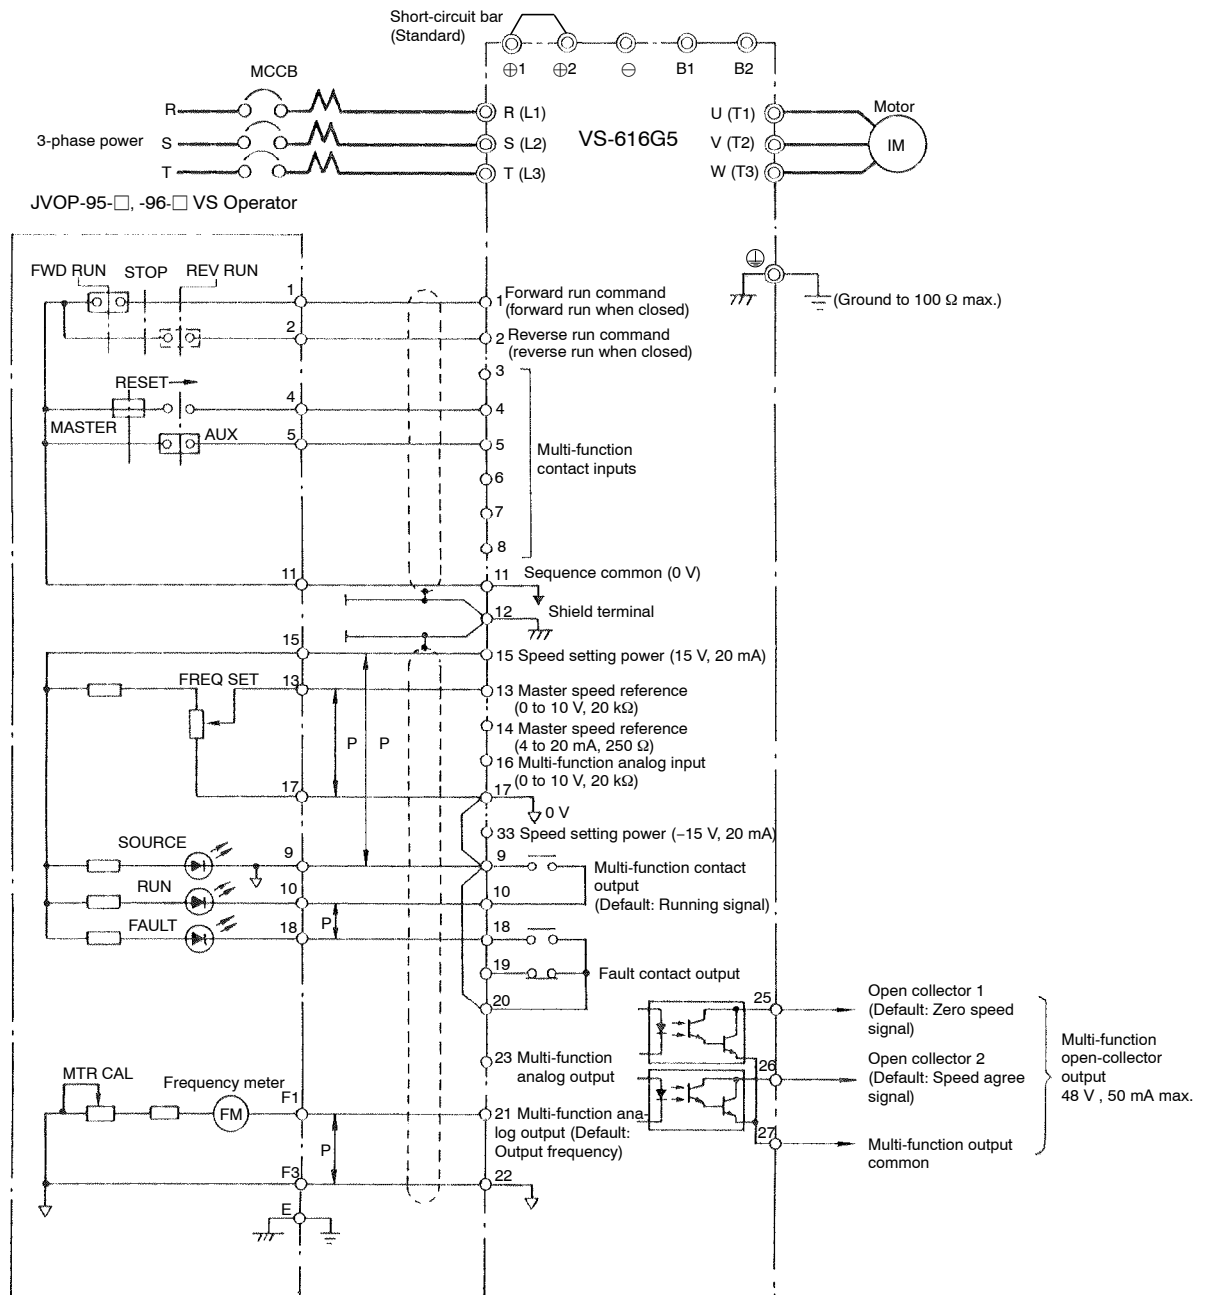 Short-circuit bar
(Standard)
⊕1
⊕2
⊖
B1
B2
MCCB
3-phase power
R
S
T
R (L1)
S (L2)
T (L3)
VS-616G5
U (T1)
V (T2)
W (T3)
Motor
IM
JVOP-95-□, -96-□ VS Operator
(Ground to 100 Ω max.)
FWD RUN
STOP
REV RUN
1
1
Forward run command
(forward run when closed)
2
2
Reverse run command
(reverse run when closed)
3
RESET
4
4
MASTER
AUX
5
5
6
7
8
Multi-function
contact inputs
11
11
Sequence common (0 V)
12
Shield terminal
15
15 Speed setting power (15 V, 20 mA)
FREQ SET
13
13 Master speed reference
(0 to 10 V, 20 kΩ)
14 Master speed reference
(4 to 20 mA, 250 Ω)
16 Multi-function analog input
(0 to 10 V, 20 kΩ)
P
P
17
17
0 V
33 Speed setting power (−15 V, 20 mA)
SOURCE
9
9
Multi-function contact
output
(Default: Running signal)
RUN
10
10
P
FAULT
18
18
19
Fault contact output
20
25
Open collector 1
(Default: Zero speed
signal)
26
Open collector 2
(Default: Speed agree
signal)
27
Multi-function output
common
Multi-function
open-collector
output
48 V , 50 mA max.
23 Multi-function
analog output
MTR CAL
Frequency meter
FM
F1
21 Multi-function ana-
log output (Default:
Output frequency)
P
F3
22
E